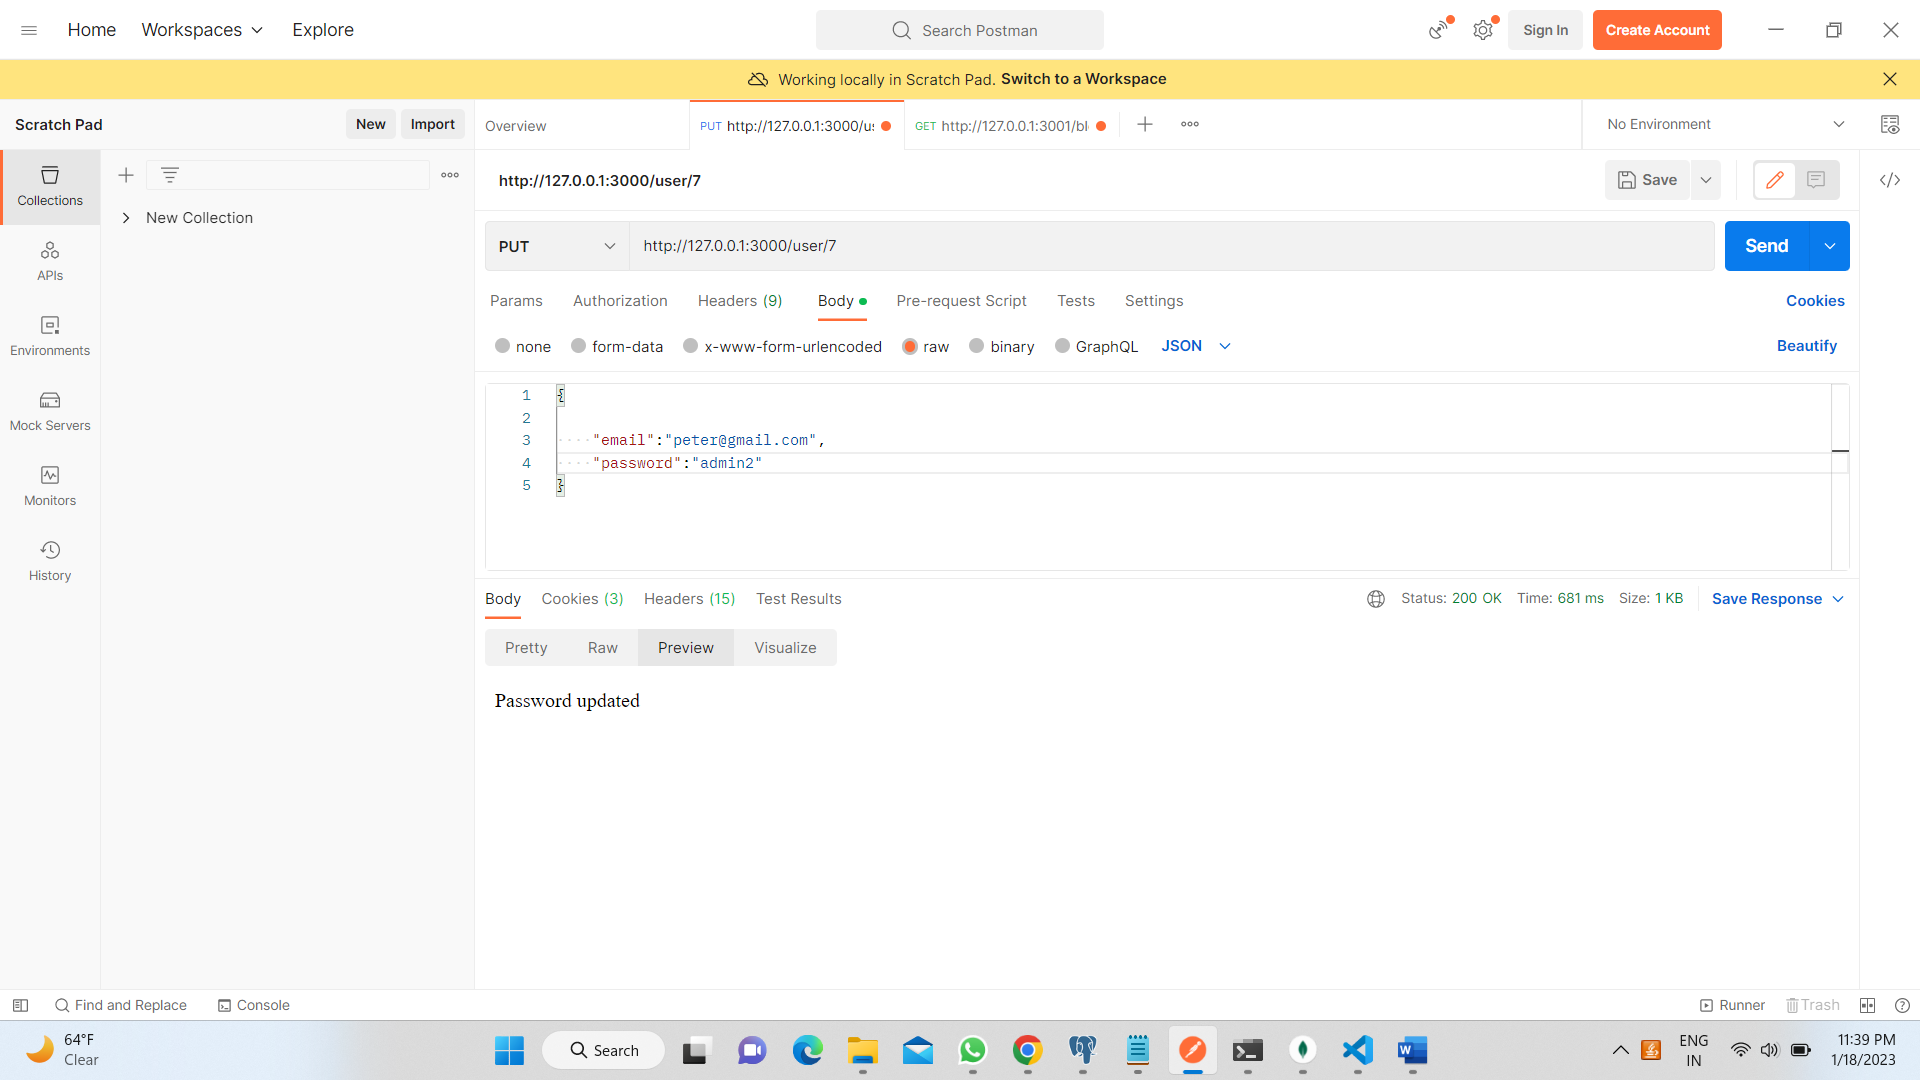 Home Workspaces Explore Search Postman Sign In Create Account
Working locally in Scratch Pad. Switch to a Workspace
Scratch Pad New Import Overview PUT http://127.0.0.1:3000/us GET http://127.0.0.1:3001/bl No Environment
Collections
http://127.0.0.1:3000/user/7 Save
New Collection
APIs
PUT http://127.0.0.1:3000/user/7 Send
Params Authorization Headers (9) Body Pre-request Script Tests Settings Cookies
Environments
none form-data x-www-form-urlencoded raw binary GraphQL JSON Beautify
Mock Servers
1 {
2
3 "email":"peter@gmail.com",
4 "password":"admin2"
5 }
Monitors
History
Body Cookies (3) Headers (15) Test Results Status: 200 OK Time: 681 ms Size: 1 KB Save Response
Pretty Raw Preview Visualize
Password updated
Find and Replace Console Runner Trash
64°F
Clear
Search
ENG
IN
11:39 PM
1/18/2023